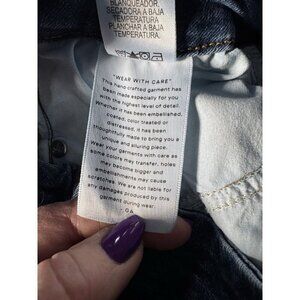 BLANQUEADOR.
SECADORA A BAJA
TEMPERATURA
PLANCHAR A BAJA
TEMPERATURA.
"WEAR WITH CARE"
This hand crafted garment has
been made especially for you
with the highest level of detail.
Whether it has been embellished,
coated, color treated or
distressed, it has been
thoughtfully made to bring you a
unique and alluring piece.
Wear your garments with care as
some colors may transfer, holes
may become bigger and
embellishments may cause
scratches. We are not liable for
any damages produced by this
garment during wear.
- GA